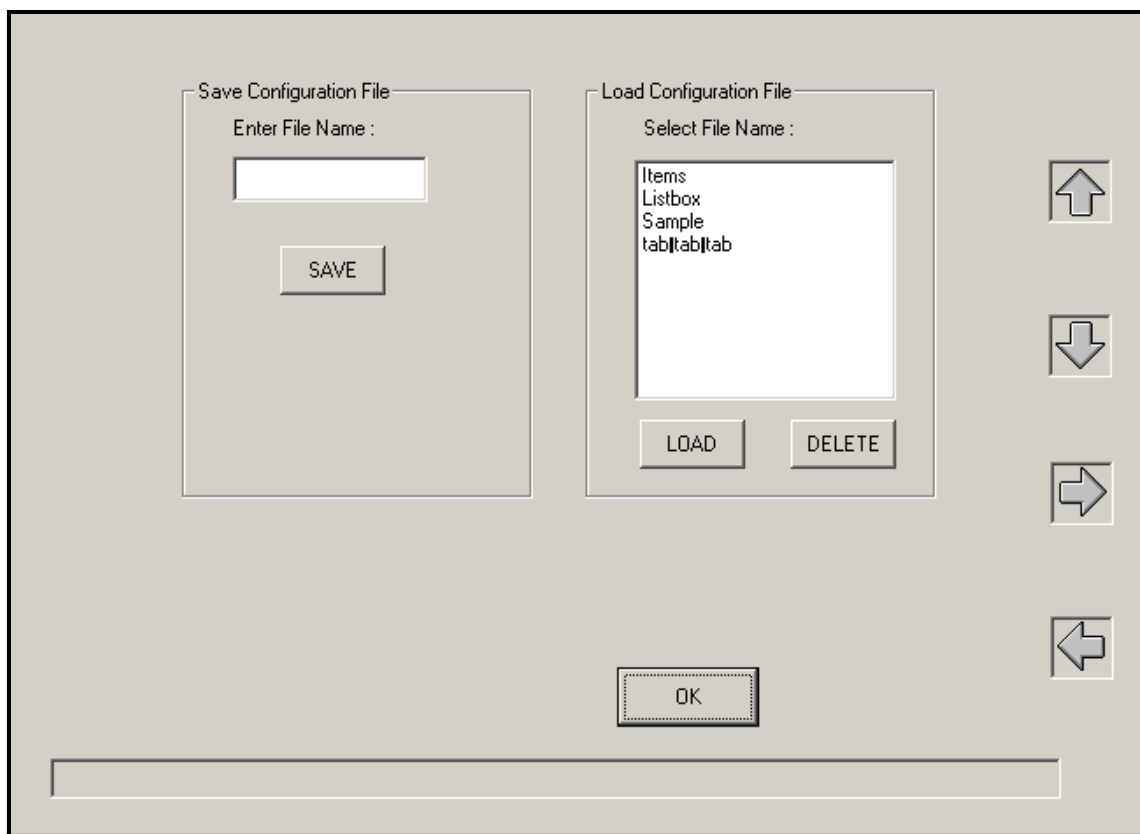 Save Configuration File
Enter File Name :
SAVE
Load Configuration File
Select File Name :
Items
Listbox
Sample
tab|tab|tab
LOAD
DELETE
OK